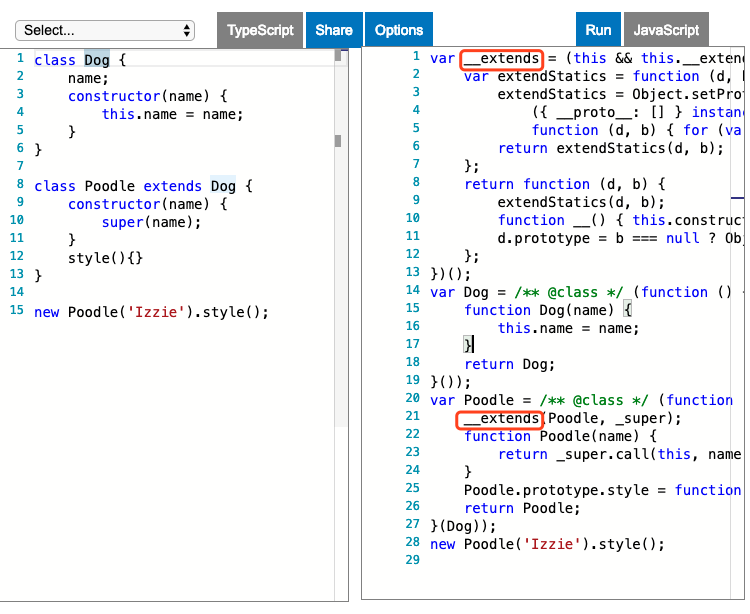 Select... TypeScript Share Options Run JavaScript
1 class Dog {
2 name;
3 constructor(name) {
4 this.name = name;
5 }
6 }
7
8 class Poodle extends Dog {
9 constructor(name) {
10 super(name);
11 }
12 style(){}
13 }
14
15 new Poodle('Izzie').style();
1 var __extends = (this && this.__exten
2 var extendStatics = function (d, b
3 extendStatics = Object.setProt
4 ({ __proto__: [] } instanc
5 function (d, b) { for (va
6 return extendStatics(d, b);
7 };
8 return function (d, b) {
9 extendStatics(d, b);
10 function __() { this.construct
11 d.prototype = b === null ? Obj
12 };
13 })();
14 var Dog = /** @class */ (function () {
15 function Dog(name) {
16 this.name = name;
17 }
18 return Dog;
19 }());
20 var Poodle = /** @class */ (function
21 __extends(Poodle, _super);
22 function Poodle(name) {
23 return _super.call(this, name
24 }
25 Poodle.prototype.style = function
26 return Poodle;
27 }(Dog));
28 new Poodle('Izzie').style();
29